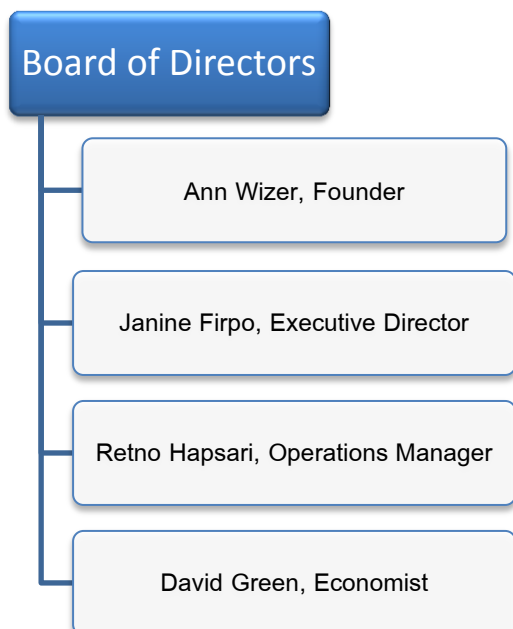 Board of Directors
Ann Wizer, Founder
Janine Firpo, Executive Director
Retno Hapsari, Operations Manager
David Green, Economist